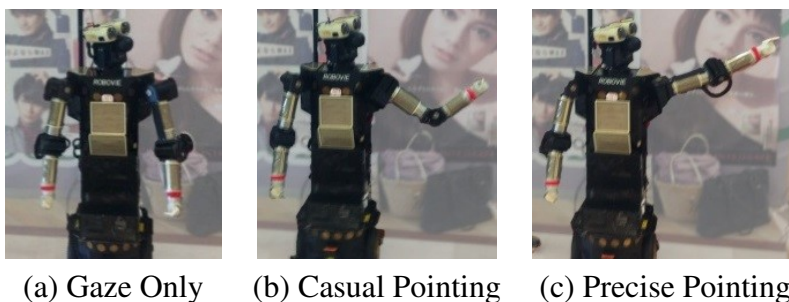 ROBOVIE
ROBOVIE
ROBOVIE
(a) Gaze Only
(b) Casual Pointing
(c) Precise Pointing